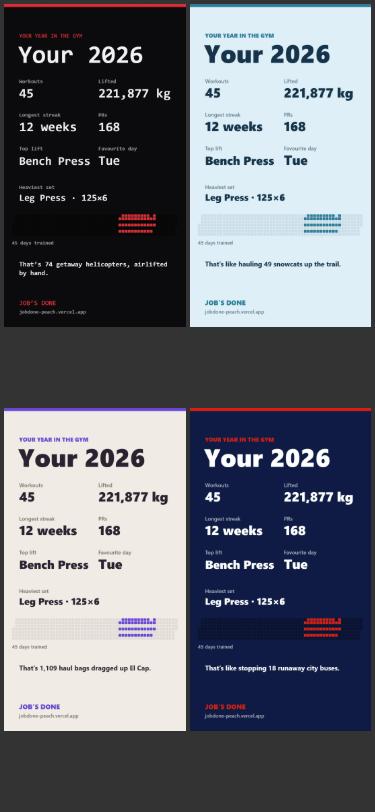 YOUR YEAR IN THE GYM
Your 2026
Workouts
45
Lifted
221,877 kg
Longest streak
12 weeks
PRs
168
Top lift
Bench Press
Favourite day
Tue
Heaviest set
Leg Press · 125×6
45 days trained
That's 74 getaway helicopters, airlifted
by hand.
JOB'S DONE
jobdone-peach.vercel.app
YOUR YEAR IN THE GYM
Your 2026
Workouts
45
Lifted
221,877 kg
Longest streak
12 weeks
PRs
168
Top lift
Bench Press
Favourite day
Tue
Heaviest set
Leg Press · 125×6
45 days trained
That's like hauling 49 snowcats up the trail.
JOB'S DONE
jobdone-peach.vercel.app
YOUR YEAR IN THE GYM
Your 2026
Workouts
45
Lifted
221,877 kg
Longest streak
12 weeks
PRs
168
Top lift
Bench Press
Favourite day
Tue
Heaviest set
Leg Press · 125×6
45 days trained
That's 1,109 haul bags dragged up El Cap.
JOB'S DONE
jobdone-peach.vercel.app
YOUR YEAR IN THE GYM
Your 2026
Workouts
45
Lifted
221,877 kg
Longest streak
12 weeks
PRs
168
Top lift
Bench Press
Favourite day
Tue
Heaviest set
Leg Press · 125×6
45 days trained
That's like stopping 18 runaway city buses.
JOB'S DONE
jobdone-peach.vercel.app